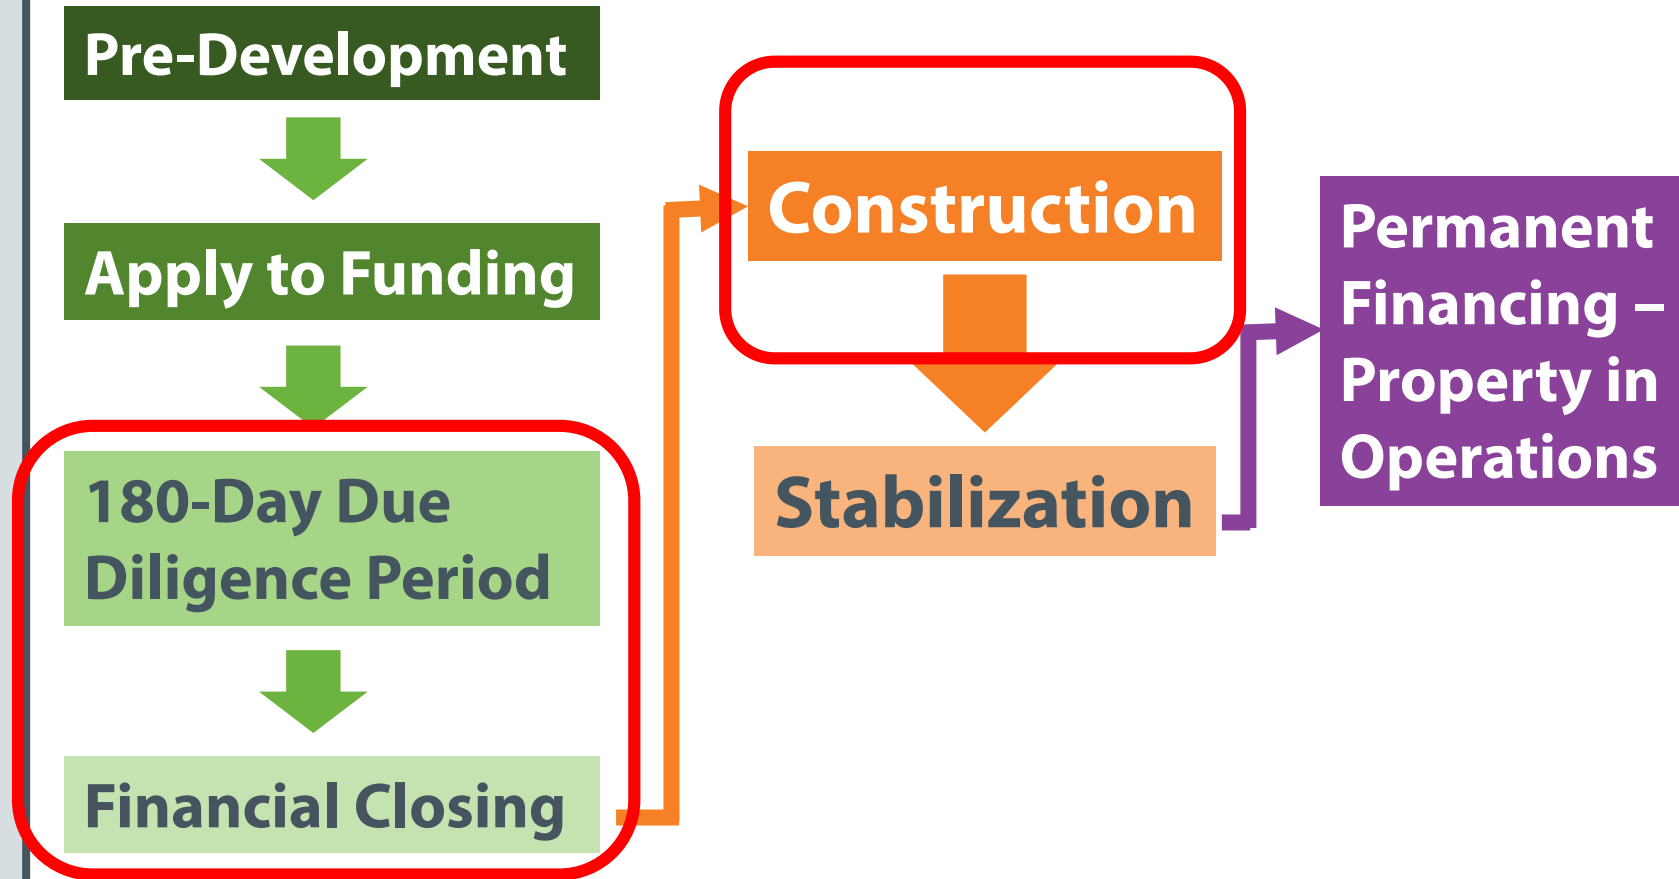 Pre-Development
Apply to Funding
180-Day Due
Diligence Period
Financial Closing
Construction
Stabilization
Permanent
Financing –
Property in
Operations